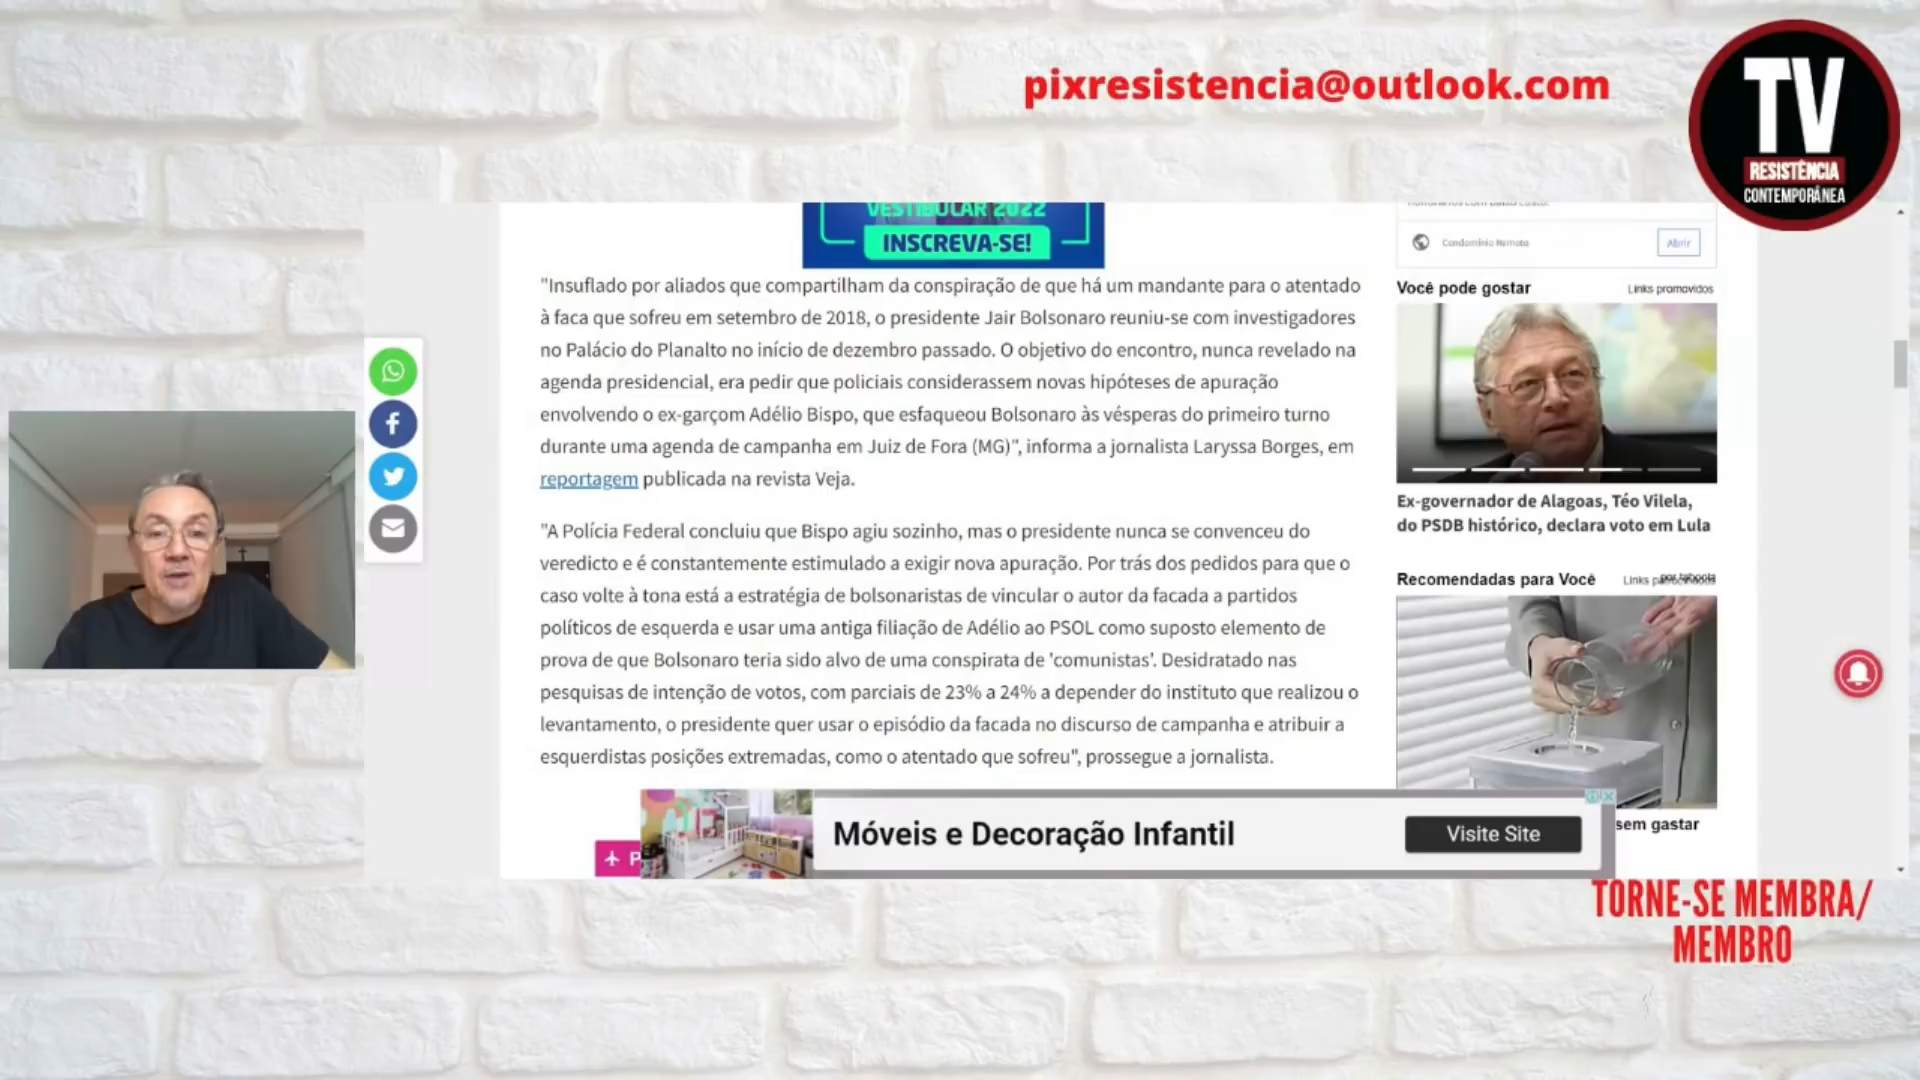 pixresistencia@outlook.com
TV
RESISTÊNCIA
CONTEMPORÂNEA
VESTIBULAR 2022
INSCREVA-SE!
"Insuflado por aliados que compartilham da conspiração de que há um mandante para o atentado
à faca que sofreu em setembro de 2018, o presidente Jair Bolsonaro reuniu-se com investigadores
no Palácio do Planalto no início de dezembro passado. O objetivo do encontro, nunca revelado na
agenda presidencial, era pedir que policiais considerassem novas hipóteses de apuração
envolvendo o ex-garçom Adélio Bispo, que esfaqueou Bolsonaro às vésperas do primeiro turno
durante uma agenda de campanha em Juiz de Fora (MG)", informa a jornalista Laryssa Borges, em
reportagem publicada na revista Veja.
"A Polícia Federal concluiu que Bispo agiu sozinho, mas o presidente nunca se convenceu do
veredicto e é constantemente estimulado a exigir nova apuração. Por trás dos pedidos para que o
caso volte à tona está a estratégia de bolsonaristas de vincular o autor da facada a partidos
políticos de esquerda e usar uma antiga filiação de Adélio ao PSOL como suposto elemento de
prova de que Bolsonaro teria sido alvo de uma conspirata de 'comunistas'. Desidratado nas
pesquisas de intenção de votos, com parciais de 23% a 24% a depender do instituto que realizou o
levantamento, o presidente quer usar o episódio da facada no discurso de campanha e atribuir a
esquerdistas posições extremadas, como o atentado que sofreu", prossegue a jornalista.
Condomínio Remoto
Abrir
Você pode gostar
Links promovidos
Ex-governador de Alagoas, Téo Vilela,
do PSDB histórico, declara voto em Lula
Recomendadas para Você
Links
por taboola
sem gastar
P
Móveis e Decoração Infantil
Visite Site
TORNE-SE MEMBRA/
MEMBRO